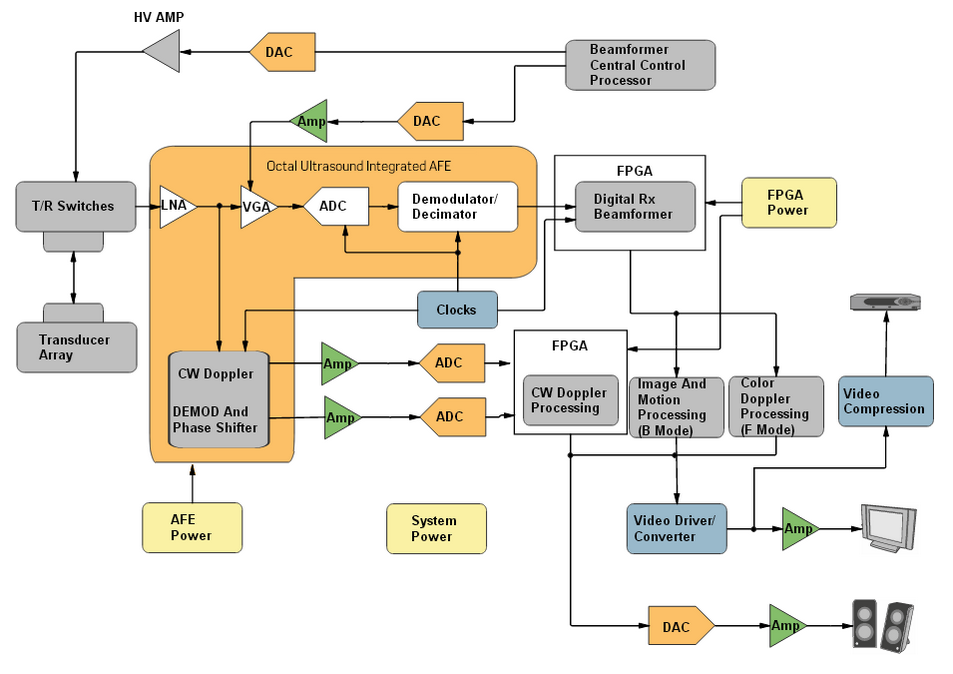 HV AMP
DAC
Beamformer
Central Control
Processor
Amp
DAC
Octal Ultrasound Integrated AFE
FPGA
T/R Switches
LNA
VGA
ADC
Demodulator/
Decimator
Digital Rx
Beamformer
FPGA
Power
Clocks
Transducer
Array
FPGA
CW Doppler
DEMOD And
Phase Shifter
Amp
ADC
Amp
ADC
CW Doppler
Processing
Image And
Motion
Processing
(B Mode)
Color
Doppler
Processing
(F Mode)
Video
Compression
AFE
Power
System
Power
Video Driver/
Converter
Amp
DAC
Amp